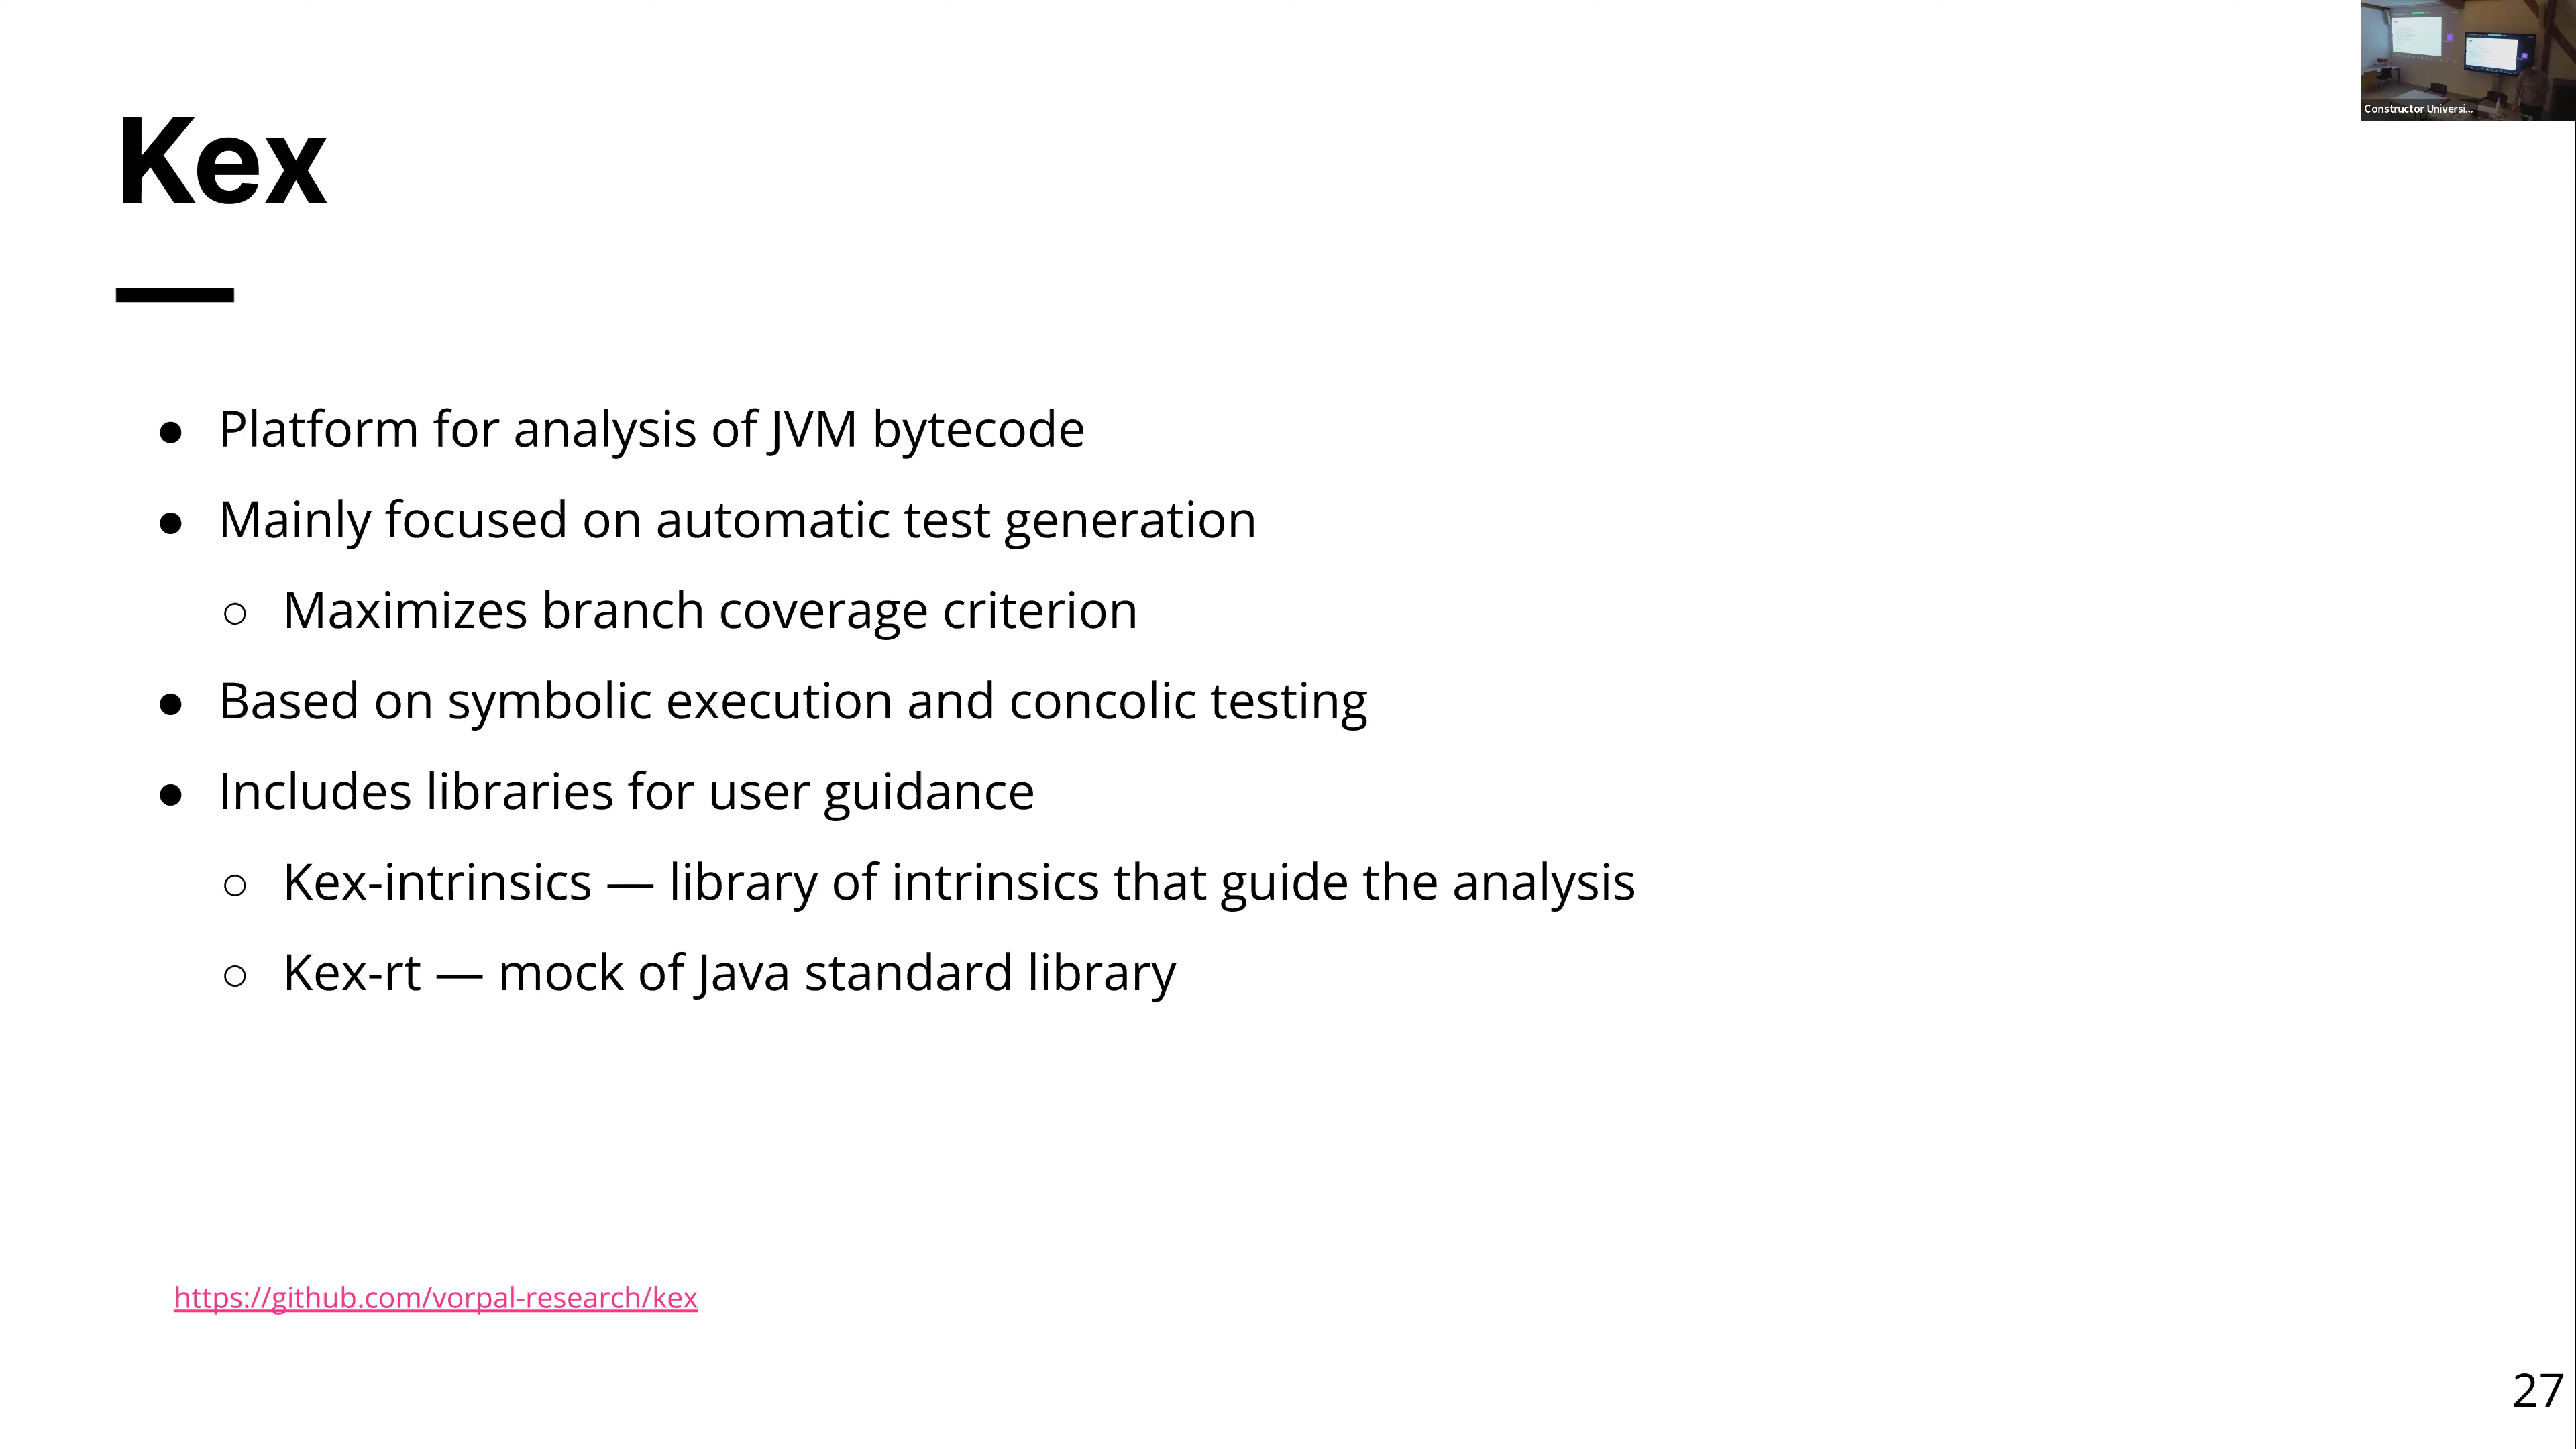 Constructor Universi...
Kex
● Platform for analysis of JVM bytecode
● Mainly focused on automatic test generation
○ Maximizes branch coverage criterion
● Based on symbolic execution and concolic testing
● Includes libraries for user guidance
○ Kex-intrinsics — library of intrinsics that guide the analysis
○ Kex-rt — mock of Java standard library
https://github.com/vorpal-research/kex
27